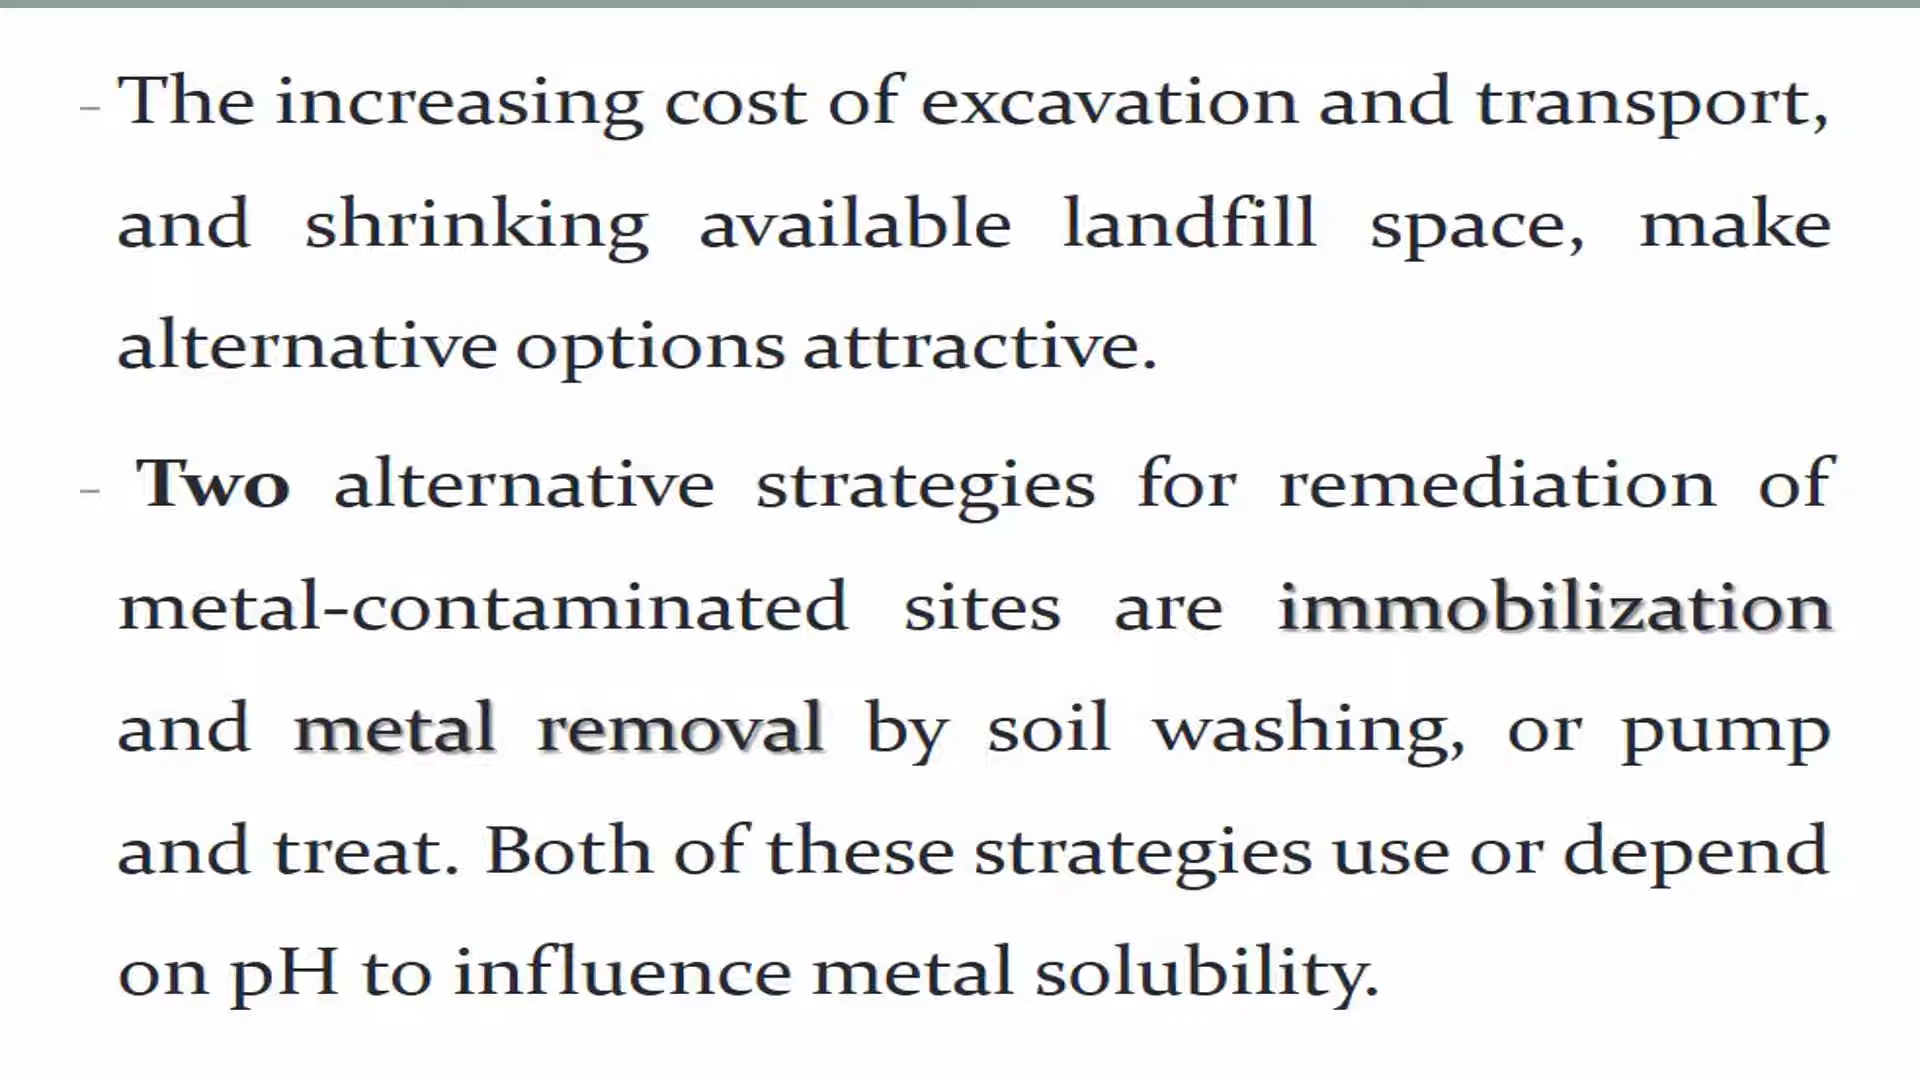 - The increasing cost of excavation and transport,
and shrinking available landfill space, make
alternative options attractive.
- Two alternative strategies for remediation of
metal-contaminated sites are immobilization
and metal removal by soil washing, or pump
and treat. Both of these strategies use or depend
on pH to influence metal solubility.